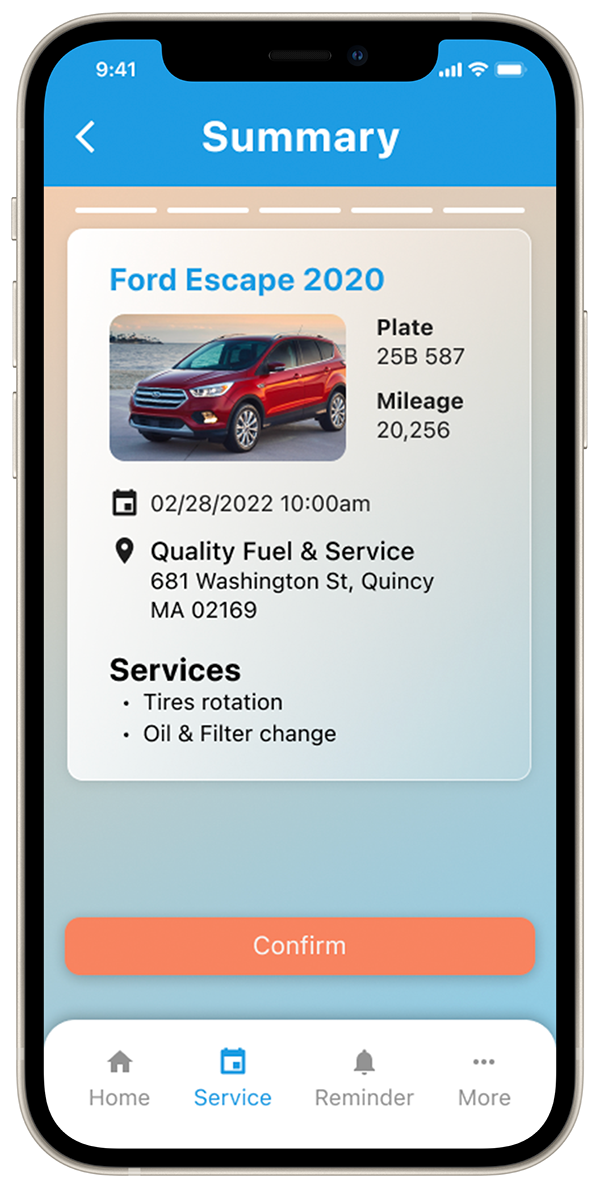 9:41
Summary
Ford Escape 2020
Plate
25B 587
Mileage
20,256
02/28/2022 10:00am
Quality Fuel & Service
681 Washington St, Quincy
MA 02169
Services
• Tires rotation
• Oil & Filter change
Confirm
Home Service Reminder More